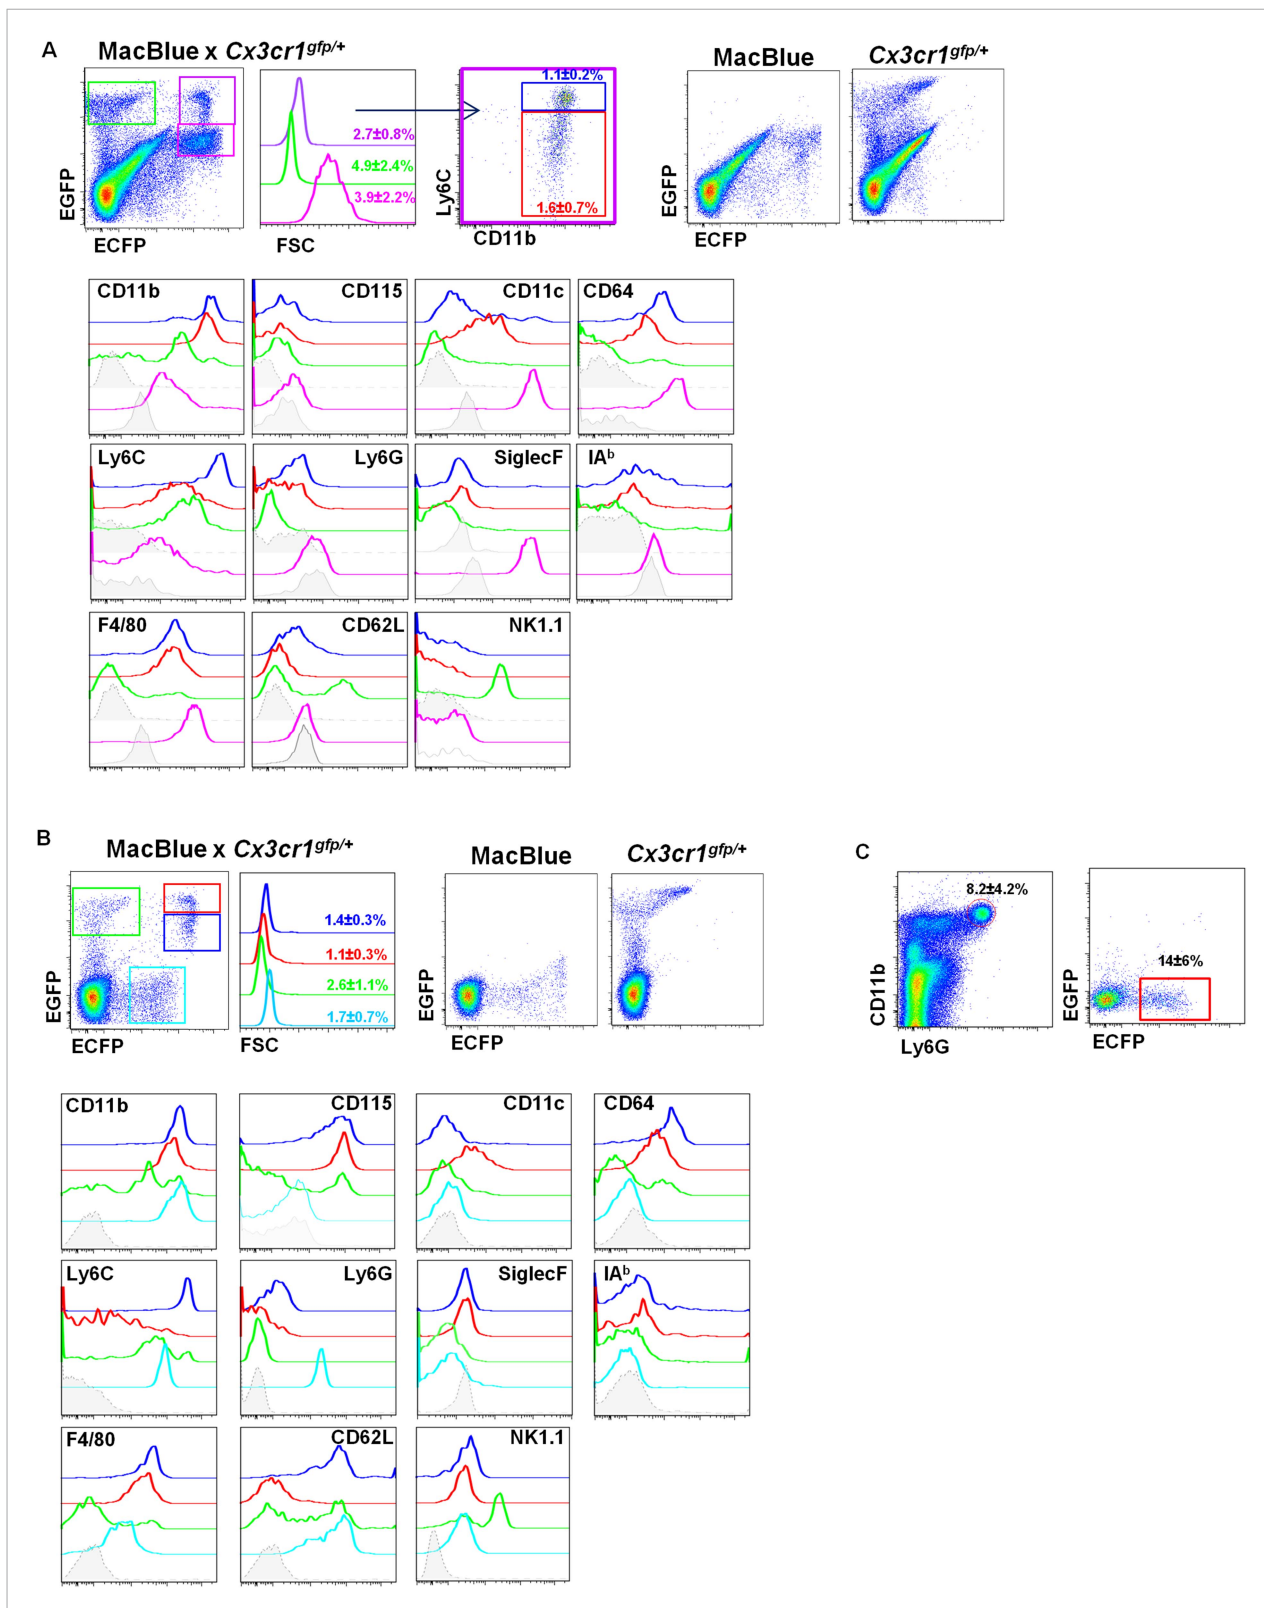 A
MacBlue x Cx3cr1gfp/+
MacBlue
Cx3cr1gfp/+
EGFP
ECFP
2.7±0.8%
4.9±2.4%
3.9±2.2%
FSC
1.1±0.2%
1.6±0.7%
Ly6C
CD11b
EGFP
ECFP
CD11b
CD115
CD11c
CD64
Ly6C
Ly6G
SiglecF
IAb
F4/80
CD62L
NK1.1
B
MacBlue x Cx3cr1gfp/+
MacBlue
Cx3cr1gfp/+
C
EGFP
ECFP
1.4±0.3%
1.1±0.3%
2.6±1.1%
1.7±0.7%
FSC
EGFP
ECFP
8.2±4.2%
CD11b
Ly6G
14±6%
EGFP
ECFP
CD11b
CD115
CD11c
CD64
Ly6C
Ly6G
SiglecF
IAb
F4/80
CD62L
NK1.1